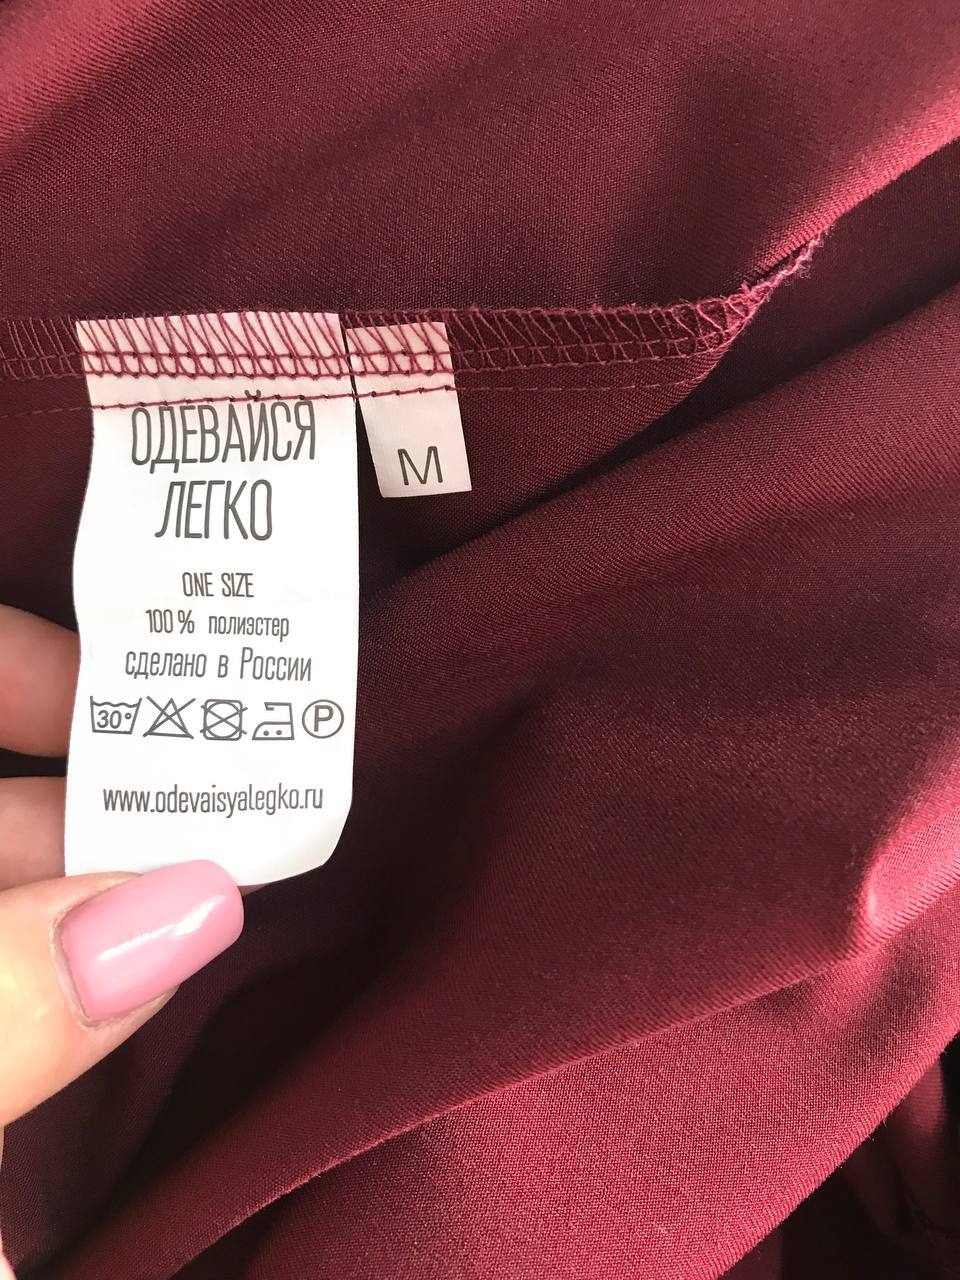 ОДЕВАЙСЯ
ЛЕГКО
M
ONE SIZE
100 % полиэстер
сделано в России
30° P
www.odevaisyalegko.ru